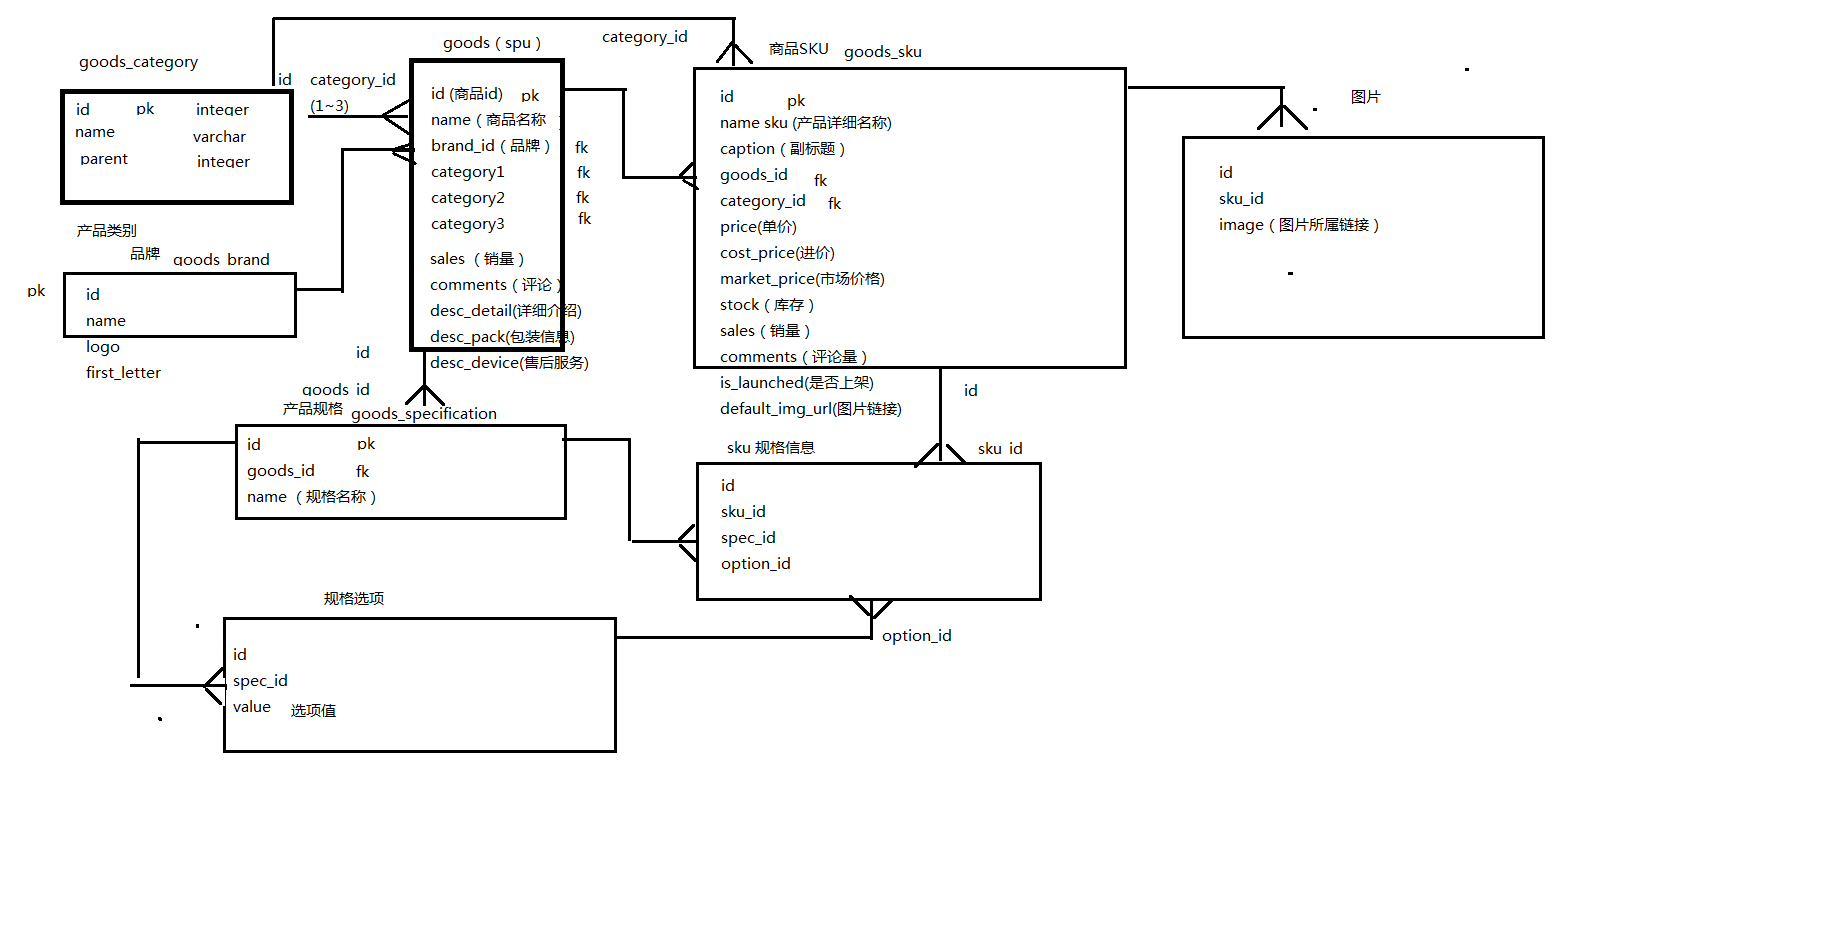 goods_category
id pk integer
name varchar
parent integer
产品类别
id
category_id
(1~3)
品牌 goods_brand
pk
id
name
logo
first_letter
goods（spu）
id (商品id) pk
name（商品名称
brand_id（品牌） fk
category1 fk
category2 fk
category3 fk
sales （销量）
comments（评论）
desc_detail(详细介绍)
desc_pack(包装信息)
desc_device(售后服务)
category_id
商品SKU goods_sku
id pk
name sku (产品详细名称)
caption（副标题）
goods_id fk
category_id fk
price(单价)
cost_price(进价)
market_price(市场价格)
stock（库存）
sales（销量）
comments（评论量）
is_launched(是否上架)
default_img_url(图片链接)
图片
id
sku_id
image（图片所属链接）
id
goods_id
产品规格 goods_specification
id pk
goods_id fk
name （规格名称）
id
sku_id
sku 规格信息
id
sku_id
spec_id
option_id
option_id
规格选项
id
spec_id
value 选项值